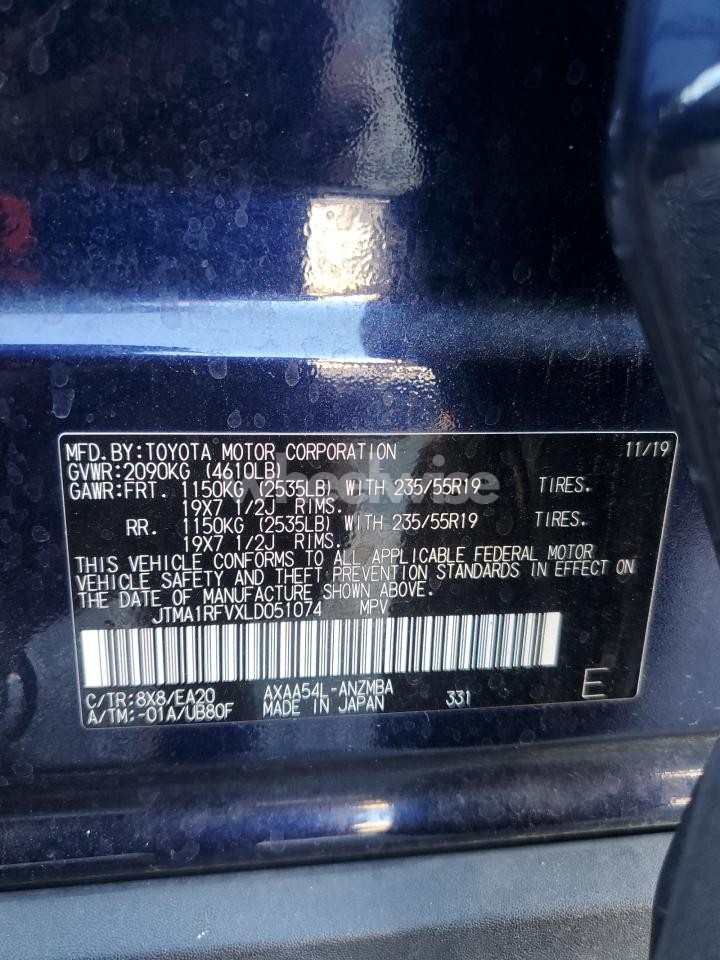 MFD.BY:TOYOTA MOTOR CORPORATION 11/19
GVWR:2090KG (4610LB)
GAWR:FRT. 1150KG (2535LB) WITH 235/55R19 TIRES.
19X7 1/2J RIMS.
RR. 1150KG (2535LB) WITH 235/55R19 TIRES.
19X7 1/2J RIMS.
THIS VEHICLE CONFORMS TO ALL APPLICABLE FEDERAL MOTOR
VEHICLE SAFETY AND THEFT PREVENTION STANDARDS IN EFFECT ON
THE DATE OF MANUFACTURE SHOWN ABOVE.
JTMA1RFVXLD051074 MPV
C/TR:8X8/EA20 AXAA54L-ANZMBA 331 E
A/TM:-01A/UB80F MADE IN JAPAN